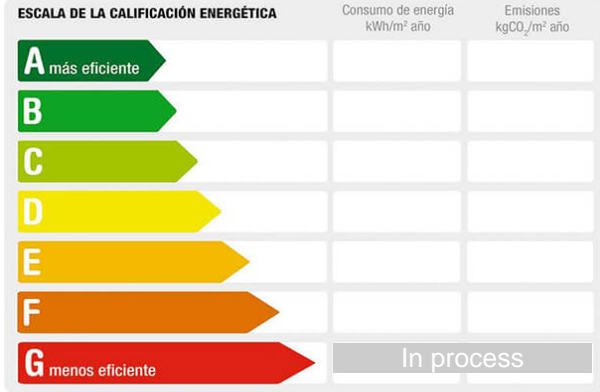 ESCALA DE LA CALIFICACIÓN ENERGÉTICA
Consumo de energía
kWh/m² año
Emisiones
kgCO₂/m² año
A más eficiente
B
C
D
E
F
G menos eficiente
In process